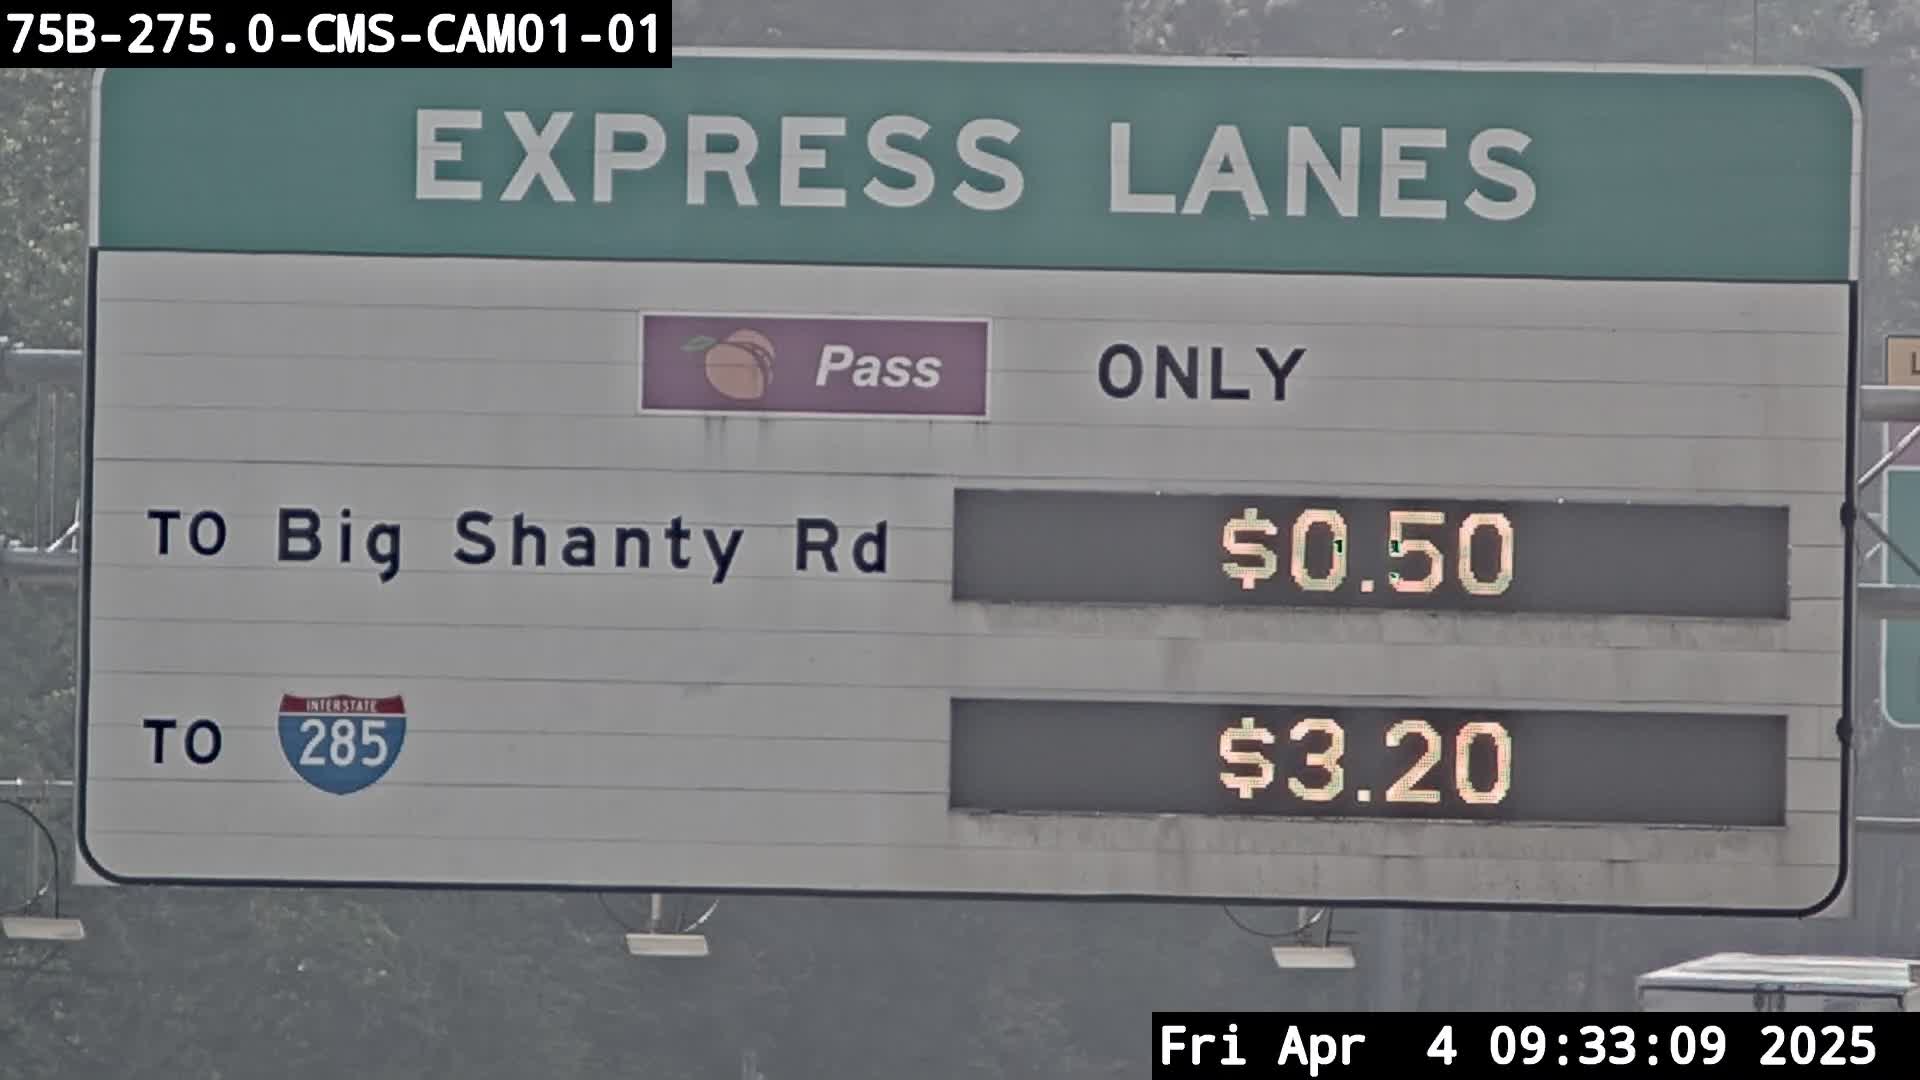 75B-275.0-CMS-CAM01-01
EXPRESS LANES
Pass ONLY
TO Big Shanty Rd $0.50
TO INTERSTATE 285 $3.20
Fri Apr 4 09:33:09 2025